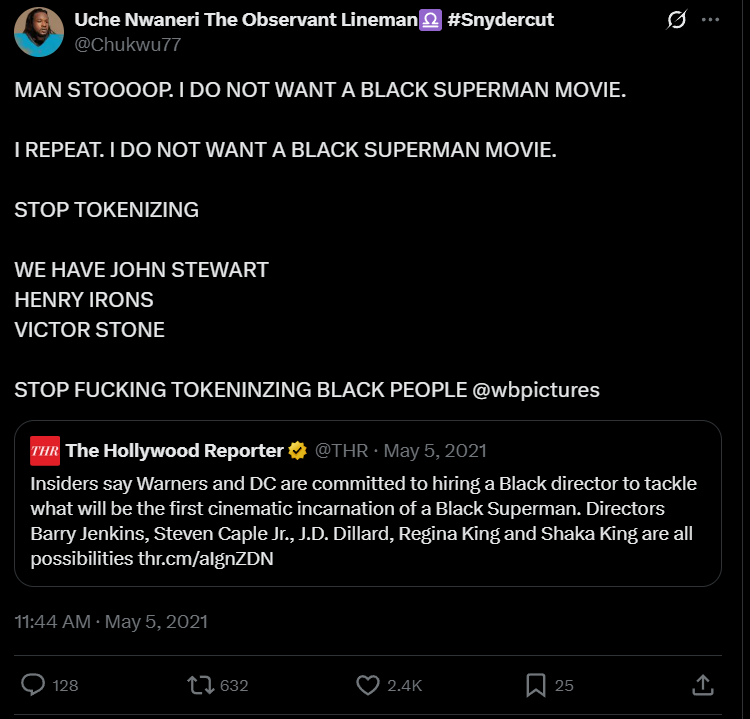 Uche Nwaneri The Observant Lineman♎ #Snydercut
@Chukwu77
MAN STOOOOP. I DO NOT WANT A BLACK SUPERMAN MOVIE.
I REPEAT. I DO NOT WANT A BLACK SUPERMAN MOVIE.
STOP TOKENIZING
WE HAVE JOHN STEWART
HENRY IRONS
VICTOR STONE
STOP FUCKING TOKENINZING BLACK PEOPLE @wbpictures
THR The Hollywood Reporter @THR · May 5, 2021
Insiders say Warners and DC are committed to hiring a Black director to tackle
what will be the first cinematic incarnation of a Black Superman. Directors
Barry Jenkins, Steven Caple Jr., J.D. Dillard, Regina King and Shaka King are all
possibilities thr.cm/aIgnZDN
11:44 AM · May 5, 2021
128 632 2.4K 25